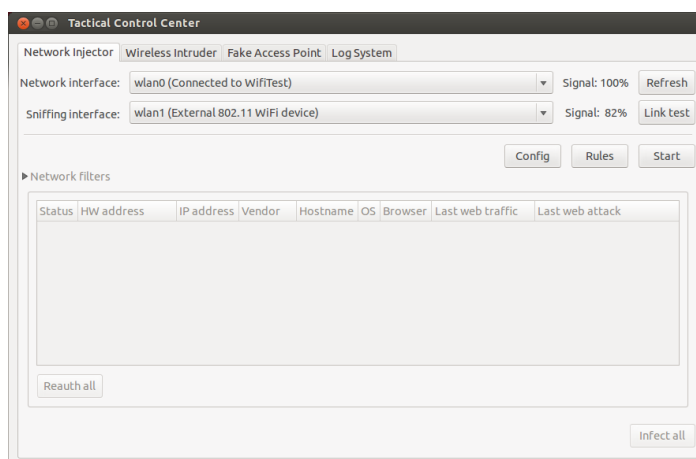 Tactical Control Center
Network Injector Wireless Intruder Fake Access Point Log System
Network interface: wlan0 (Connected to WifiTest) Signal: 100% Refresh
Sniffing interface: wlan1 (External 802.11 WiFi device) Signal: 82% Link test
Config Rules Start
Network filters
Status HW address IP address Vendor Hostname OS Browser Last web traffic Last web attack
Reauth all
Infect all